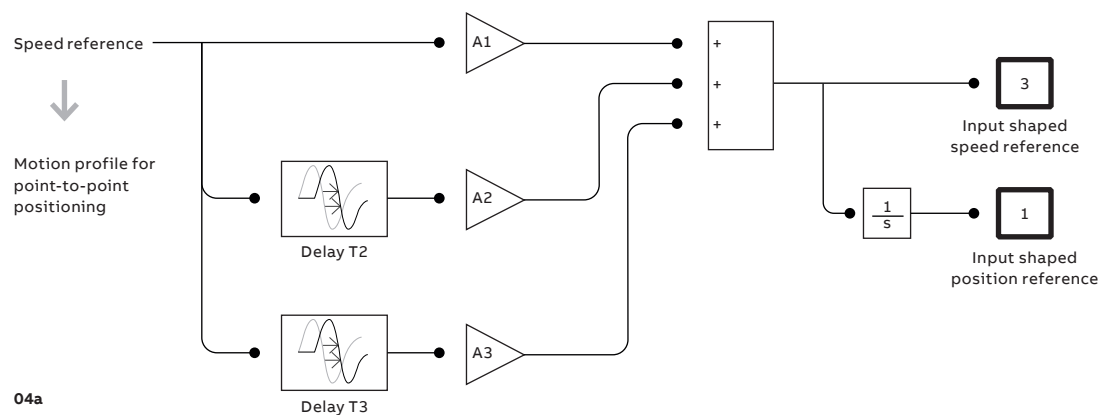 Speed reference
A1
+
+
+
3
Input shaped
speed reference
Motion profile for
point-to-point
positioning
Delay T2
A2
1
s
1
Input shaped
position reference
Delay T3
A3
04a